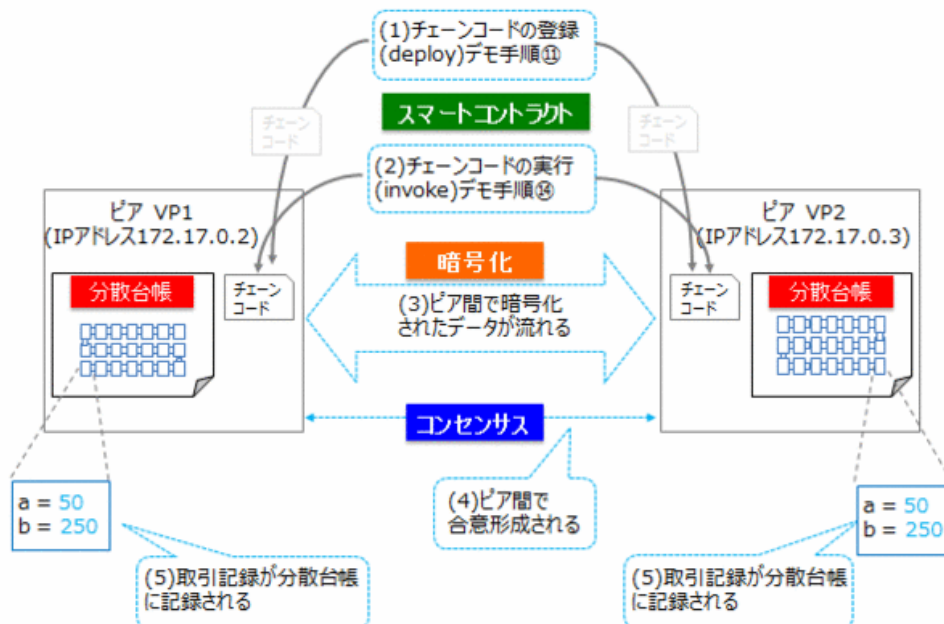 (1)チェーンコードの登録
(deploy)デモ手順⑪
チェーン
コード
スマートコントラクト
チェーン
コード
(2)チェーンコードの実行
(invoke)デモ手順⑭
ピア VP1
(IPアドレス172.17.0.2)
ピア VP2
(IPアドレス172.17.0.3)
分散台帳
チェーン
コード
暗号化
(3)ピア間で暗号化
されたデータが流れる
チェーン
コード
分散台帳
コンセンサス
(4)ピア間で
合意形成される
a = 50
b = 250
a = 50
b = 250
(5)取引記録が分散台帳
に記録される
(5)取引記録が分散台帳
に記録される